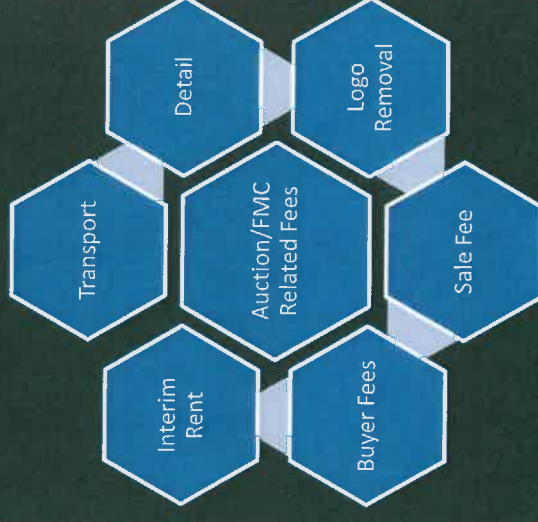 Transport
Interim
Rent
Detail
Auction/FMC
Related Fees
Buyer Fees
Logo
Removal
Sale Fee